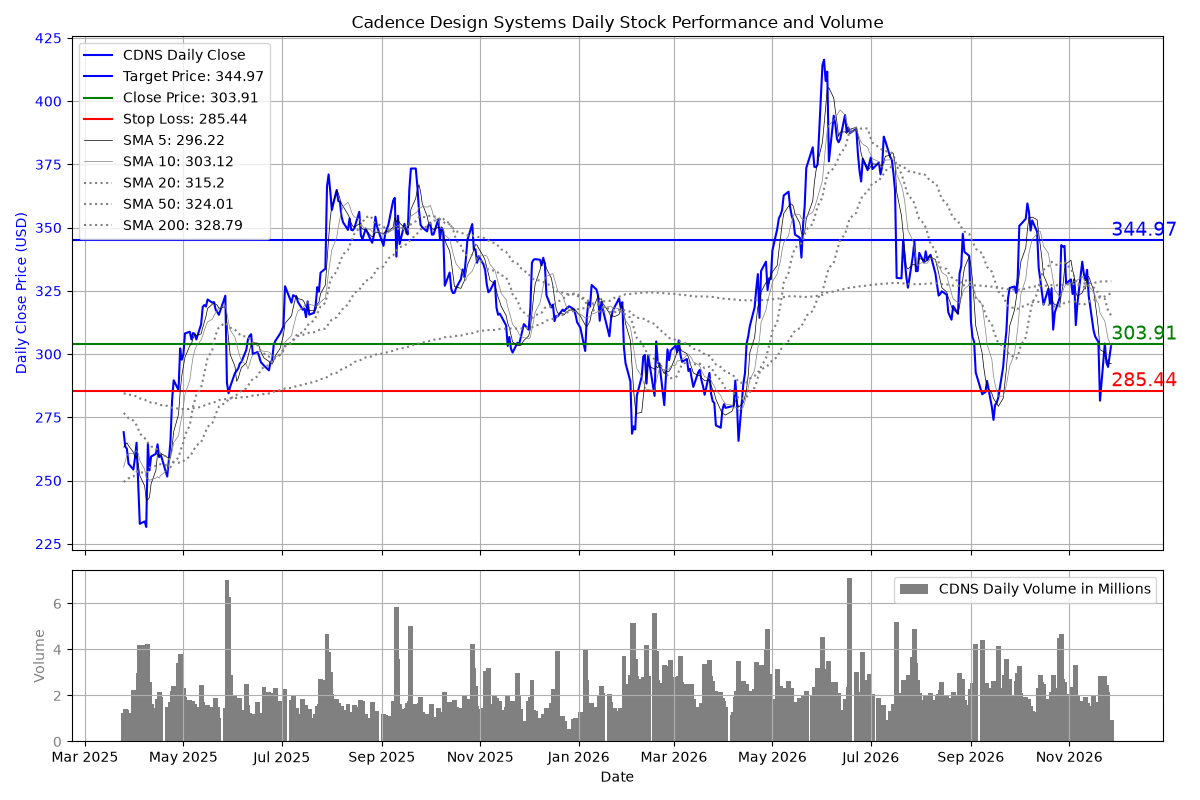 Cadence Design Systems Daily Stock Performance and Volume
425
400
375
350
325
300
275
250
225
Daily Close Price (USD)
CDNS Daily Close
Target Price: 344.97
Close Price: 303.91
Stop Loss: 285.44
SMA 5: 296.22
SMA 10: 303.12
SMA 20: 315.2
SMA 50: 324.01
SMA 200: 328.79
344.97
303.91
285.44
CDNS Daily Volume in Millions
6
4
2
0
Volume
Mar 2025 May 2025 Jul 2025 Sep 2025 Nov 2025 Jan 2026 Mar 2026 May 2026 Jul 2026 Sep 2026 Nov 2026
Date